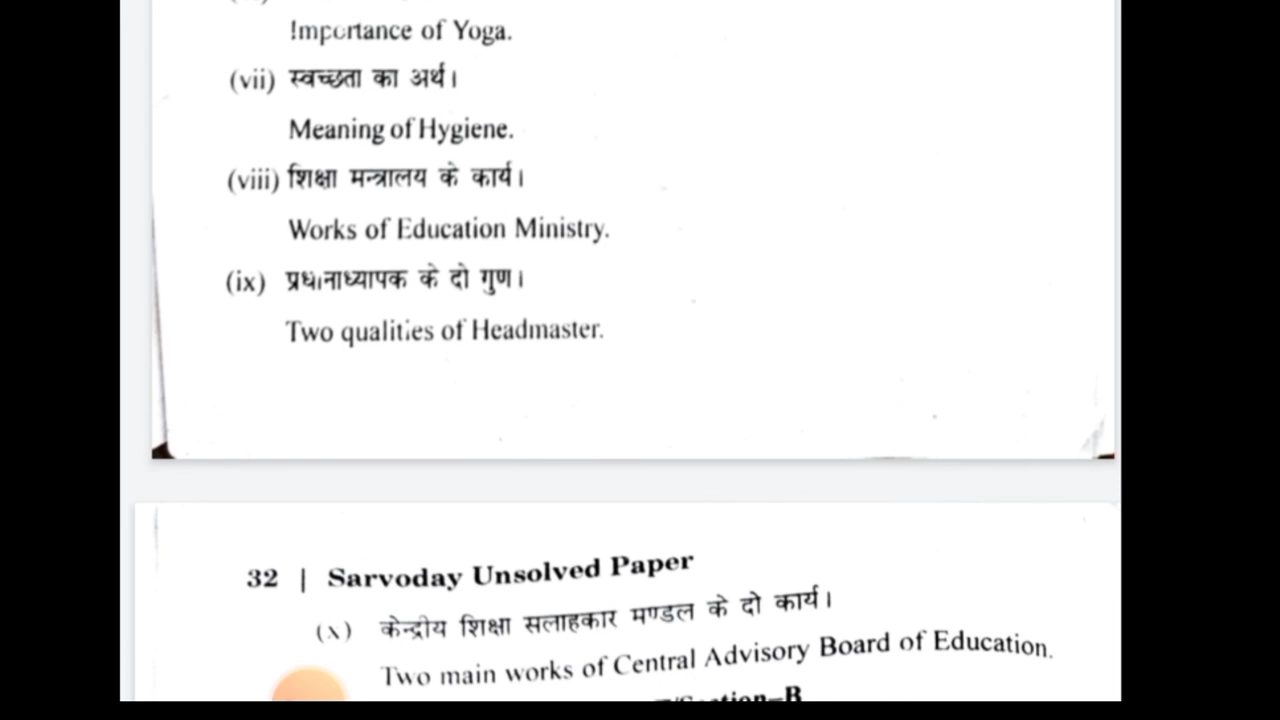 Importance of Yoga.
(vii) स्वच्छता का अर्थ।
Meaning of Hygiene.
(viii) शिक्षा मन्त्रालय के कार्य।
Works of Education Ministry.
(ix) प्रधानाध्यापक के दो गुण।
Two qualities of Headmaster.
32 | Sarvoday Unsolved Paper
(x) केन्द्रीय शिक्षा सलाहकार मण्डल के दो कार्य।
Two main works of Central Advisory Board of Education.